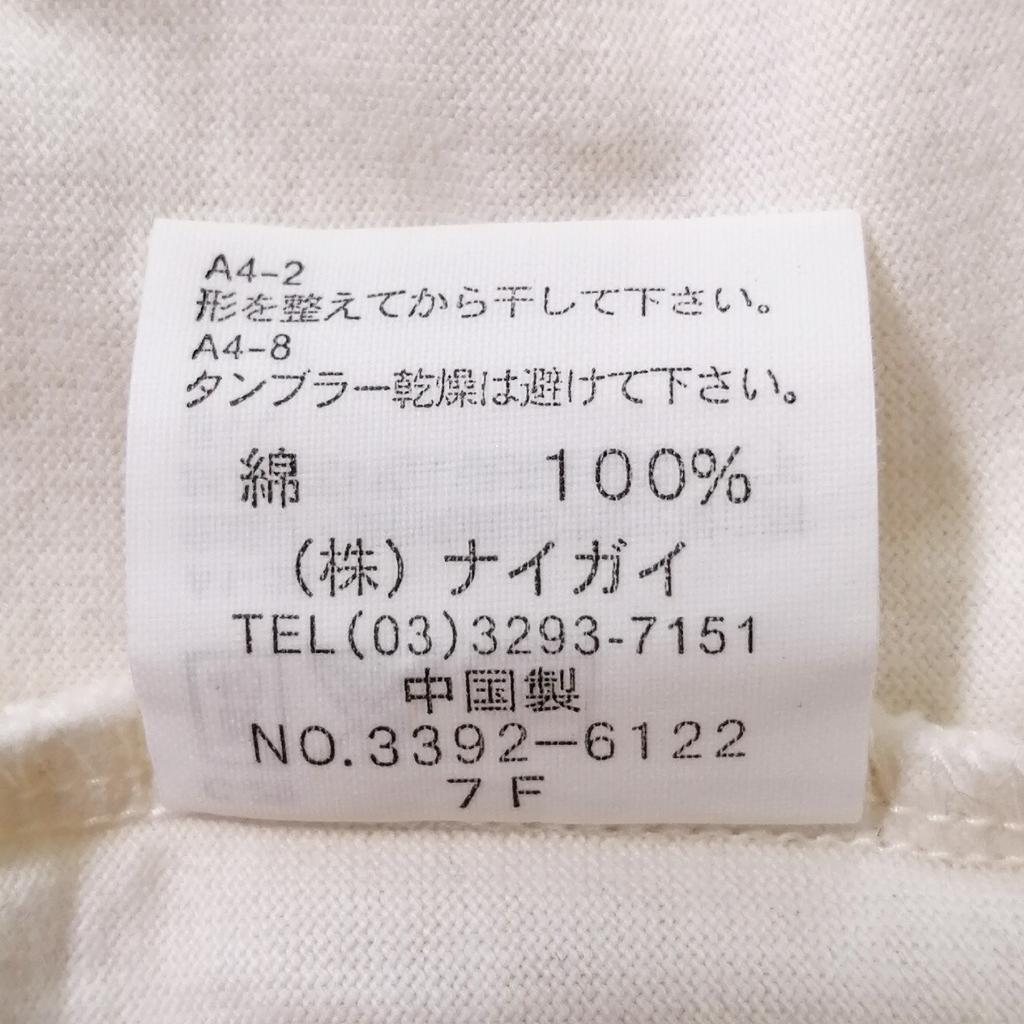 A4-2
形を整えてから干して下さい。
A4-8
タンブラー乾燥は避けて下さい。
綿 100%
(株) ナイガイ
TEL(03)3293-7151
中国製
NO.3392-6122
7F